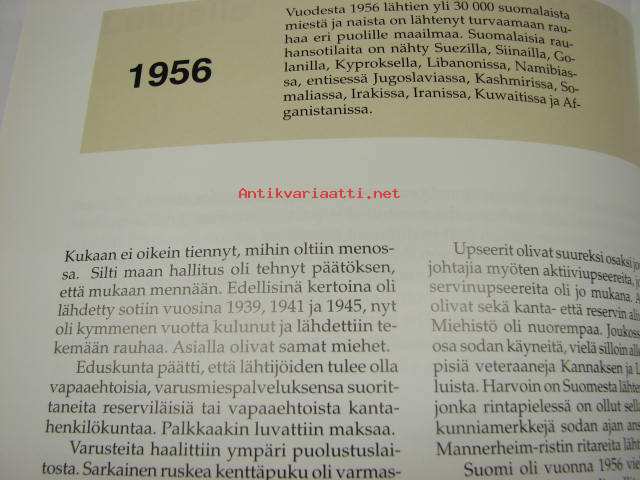 Vuodesta 1956 lähtien yli 30 000 suomalaista
miestä ja naista on lähtenyt turvaamaan rau-
haa eri puolille maailmaa. Suomalaisia rau-
hansotilaita on nähty Suezilla, Siinailla, Go-
lanilla, Kyproksella, Libanonissa, Namibias-
sa, entisessä Jugoslaviassa, Kashmirissa, So-
maliassa, Irakissa, Iranissa, Kuwaitissa ja Af-
ganistanissa.
1956
Antikvariaatti.net
Kukaan ei oikein tiennyt, mihin oltiin menos-
sa. Silti maan hallitus oli tehnyt päätöksen,
että mukaan mennään. Edellisinä kertoina oli
lähdetty sotiin vuosina 1939, 1941 ja 1945, nyt
oli kymmenen vuotta kulunut ja lähdettiin te-
kemään rauhaa. Asialla olivat samat miehet.
Eduskunta päätti, että lähtijöiden tulee olla
vapaaehtoisia, varusmiespalveluksensa suorit-
taneita reserviläisiä tai vapaaehtoista kanta-
henkilökuntaa. Palkkaakin luvattiin maksaa.
Varusteita haalittiin ympäri puolustuslai-
tosta. Sarkainen ruskea kenttäpuku oli varmas-
Upseerit olivat suureksi osaksi
johtajia myöten aktiiviupseereita,
servinupseereita oli jo mukana.
olivat sekä kanta- että reservin
Miehistö oli nuorempaa. Joukoss
osa sodan käyneitä, vielä silloin
pisiä veteraaneja Kannaksen ja L
luista. Harvoin on Suomesta lähten
jonka rintapielessä on ollut
kunniamerkkejä sodan ajan
Mannerheim-ristin ritareita
Suomi oli vuonna 1956